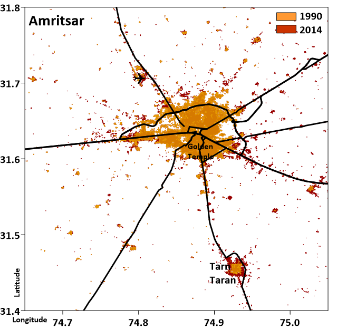 31.8
Amritsar
1990
2014
31.7
31.6
Golden
Temple
31.5
Tarn
Taran
Latitude
31.4
Longitude
74.7
74.8
74.9
75.0